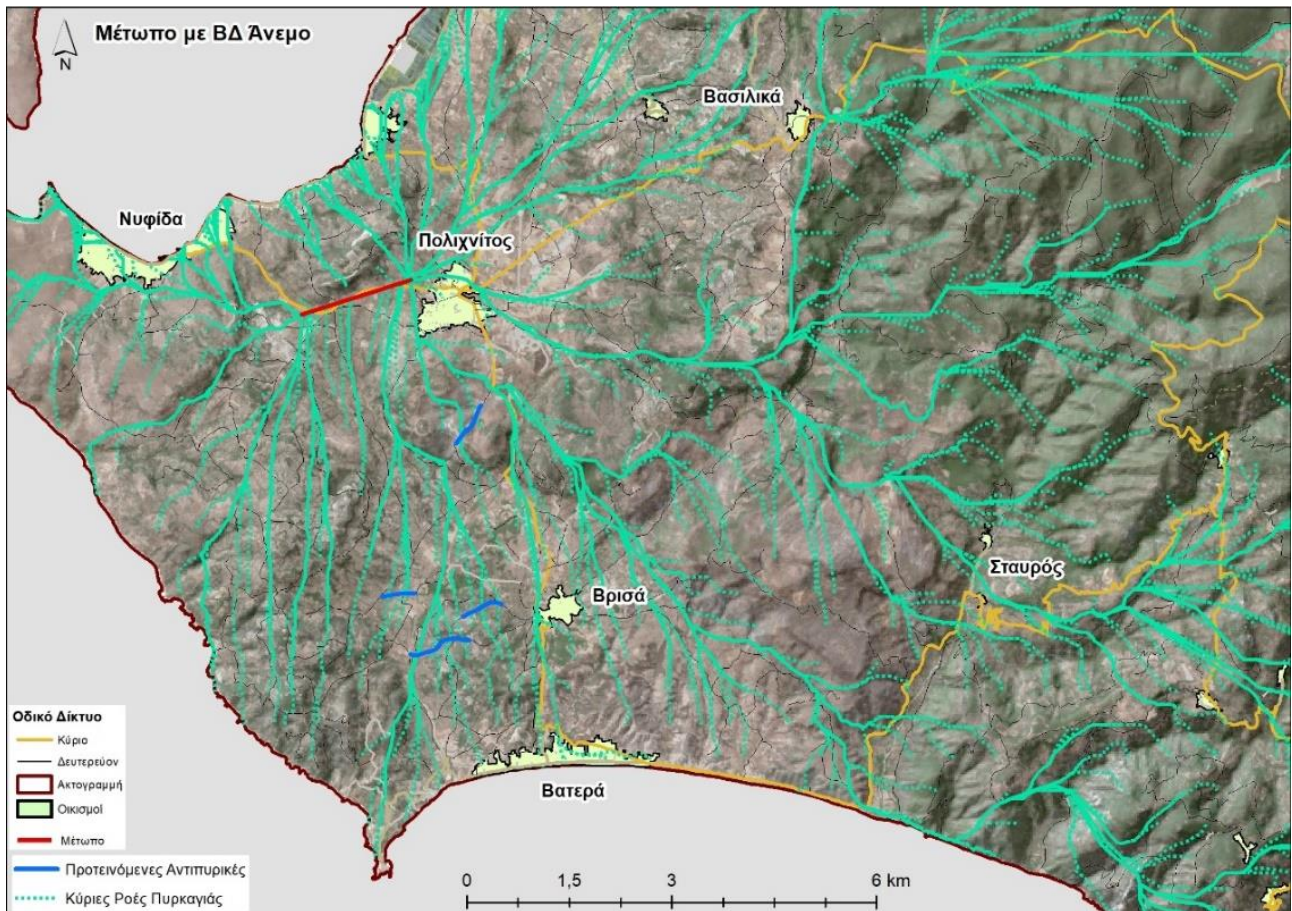 Μέτωπο με ΒΔ Άνεμο
N
Βασιλικά
Νυφίδα
Πολιχνίτος
Σταυρός
Βρισά
Βατερά
Οδικό Δίκτυο
Κύριο
Δευτερεύον
Ακτογραμμή
Οικισμοί
Μέτωπο
Προτεινόμενες Αντιπυρικές
Κύριες Ροές Πυρκαγιάς
0 1,5 3 6 km